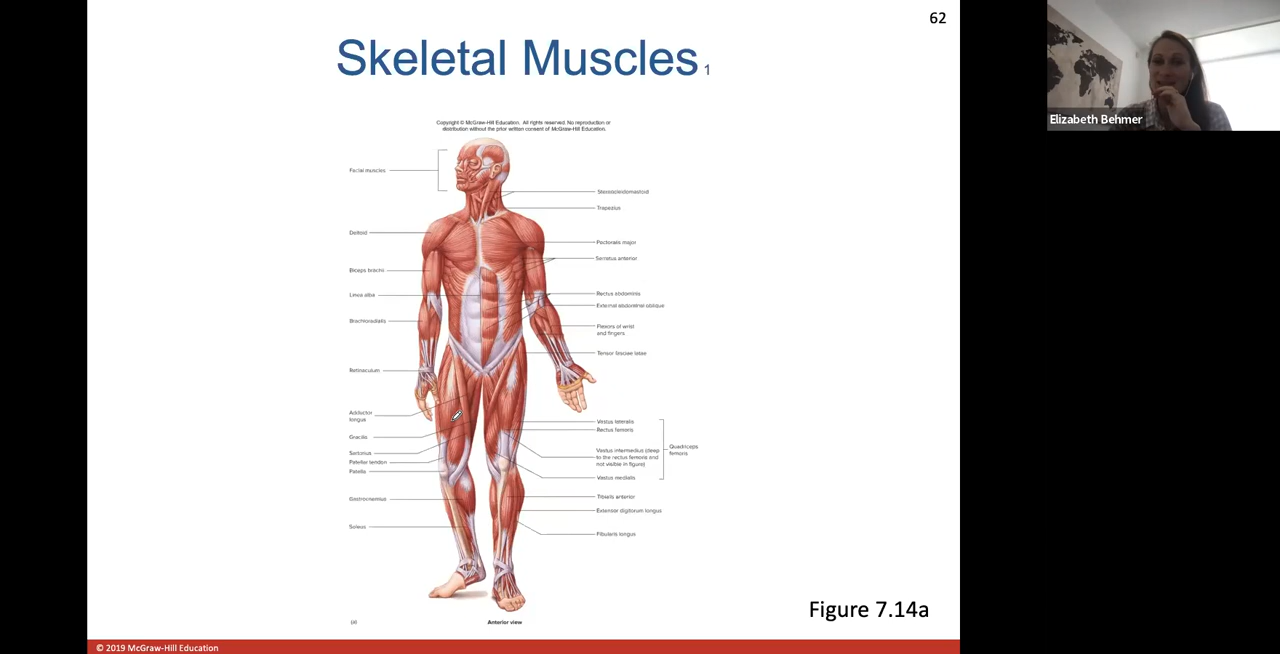 62
Skeletal Muscles 1
Elizabeth Behmer
Copyright © McGraw-Hill Education. All rights reserved. No reproduction or
distribution without the prior written consent of McGraw-Hill Education.
Facial muscles
Deltoid
Biceps brachii
Linea alba
Brachioradialis
Retinaculum
Adductor
longus
Gracilis
Sartorius
Patellar tendon
Patella
Gastrocnemius
Soleus
Sternocleidomastoid
Trapezius
Pectoralis major
Serratus anterior
Rectus abdominis
External abdominal oblique
Flexors of wrist
and fingers
Tensor fasciae latae
Vastus lateralis
Rectus femoris
Vastus intermedius (deep
to the rectus femoris and
not visible in figure)
Vastus medialis
Quadriceps
femoris
Tibialis anterior
Extensor digitorum longus
Fibularis longus
(a)
Anterior view
Figure 7.14a
© 2019 McGraw-Hill Education